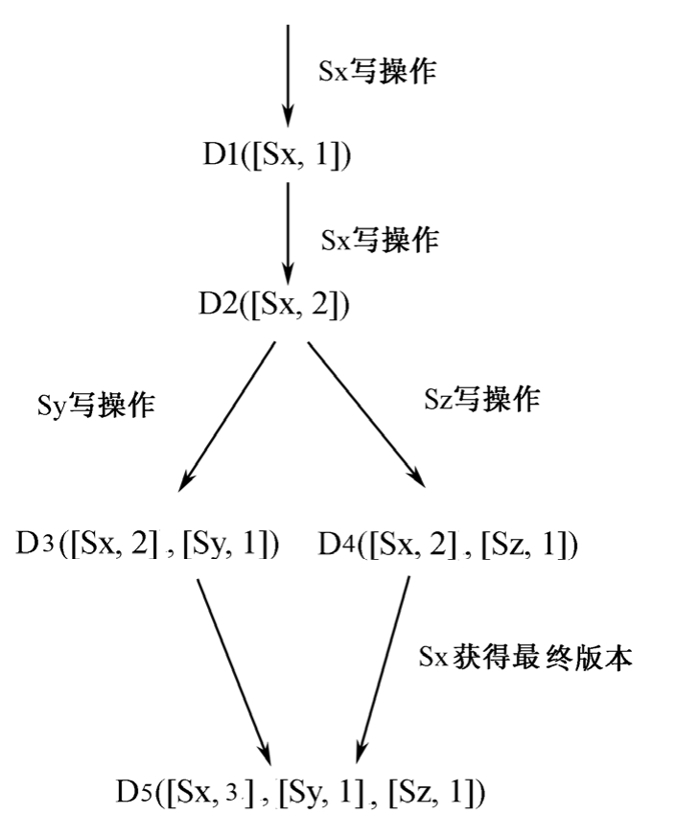 Sx写操作
D1([Sx, 1])
Sx写操作
D2([Sx, 2])
Sy写操作
Sz写操作
D3([Sx, 2] ,[Sy, 1])
D4([Sx, 2] ,[Sz, 1])
Sx获得最终版本
D5([Sx, 3 ] ,[Sy, 1], [Sz, 1])